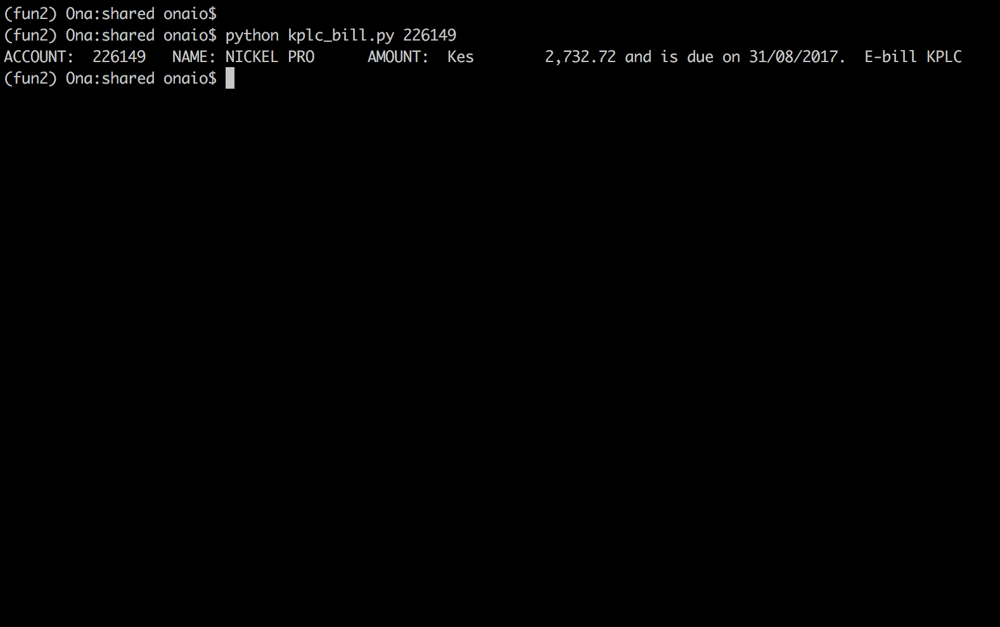 (fun2) Ona:shared onaio$
(fun2) Ona:shared onaio$ python kplc_bill.py 226149
ACCOUNT:  226149   NAME: NICKEL PRO      AMOUNT:  Kes        2,732.72 and is due on 31/08/2017.  E-bill KPLC
(fun2) Ona:shared onaio$